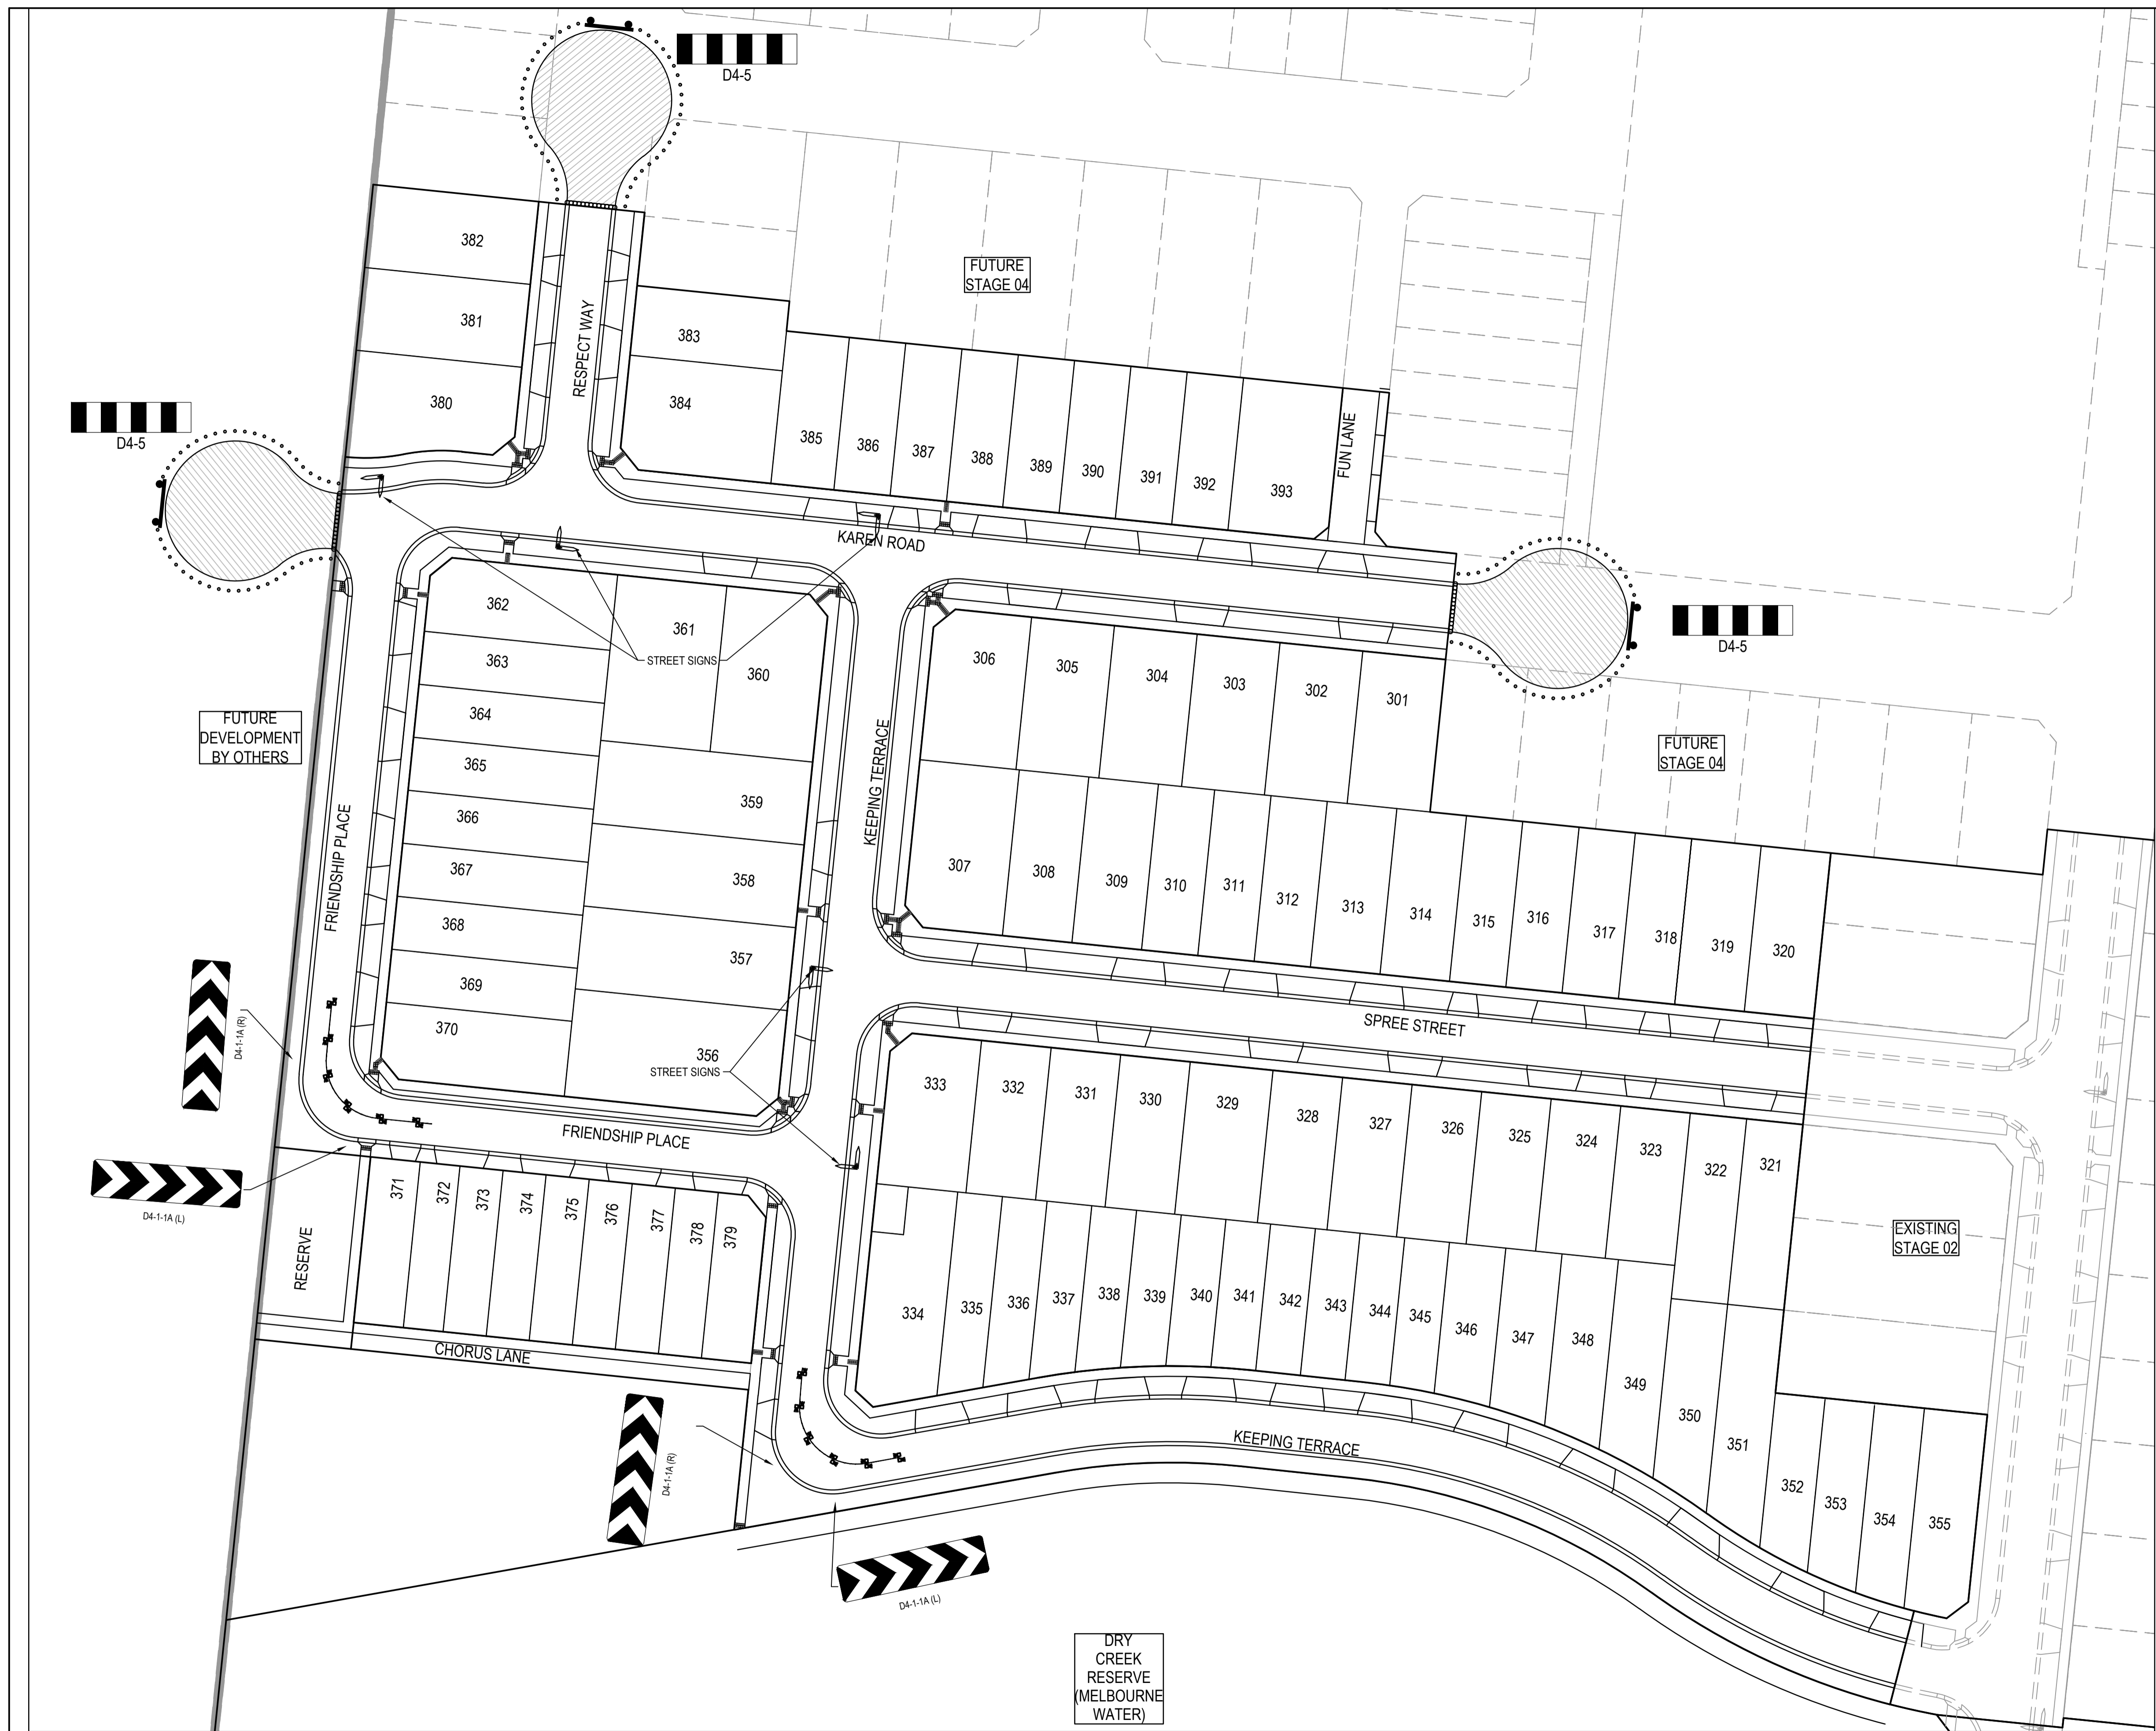 D4-5
382
FUTURE
STAGE 04
381
RESPECT WAY
383
380
384
D4-5
385
386
387
388
389
390
391
392
393
FUN LANE
KAREN ROAD
362
361
360
STREET SIGNS
363
364
365
366
367
368
369
370
359
358
357
356
STREET SIGNS
306
305
304
303
302
301
D4-5
FUTURE
DEVELOPMENT
BY OTHERS
FRIENDSHIP PLACE
KEEPING TERRACE
FUTURE
STAGE 04
307
308
309
310
311
312
313
314
315
316
317
318
319
320
SPREE STREET
D4-1-1A (R)
333
332
331
330
329
328
327
326
325
324
323
322
321
FRIENDSHIP PLACE
D4-1-1A (L)
RESERVE
371
372
373
374
375
376
377
378
379
CHORUS LANE
334
335
336
337
338
339
340
341
342
343
344
345
346
347
348
349
350
351
352
353
354
355
EXISTING
STAGE 02
KEEPING TERRACE
D4-1-1A (R)
D4-1-1A (L)
DRY
CREEK
RESERVE
(MELBOURNE
WATER)